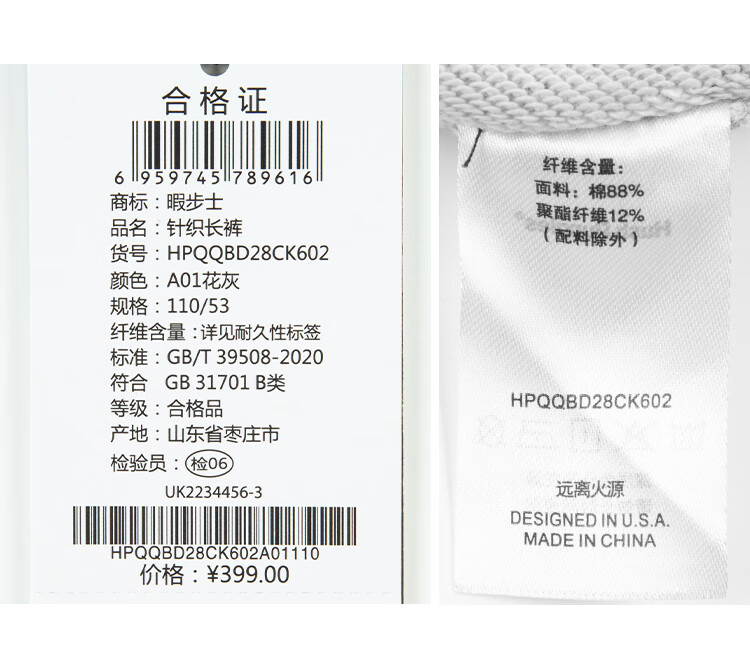 合格证
6 959745 789616
商标：暇步士
品名：针织长裤
货号：HPQQBD28CK602
颜色：A01花灰
规格：110/53
纤维含量：详见耐久性标签
标准：GB/T 39508-2020
符合 GB 31701 B类
等级：合格品
产地：山东省枣庄市
检验员：检06
UK2234456-3
HPQQBD28CK602A01110
价格：¥399.00
纤维含量：
面料：棉88%
聚酯纤维12%
（配料除外）
HPQQBD28CK602
远离火源
DESIGNED IN U.S.A.
MADE IN CHINA